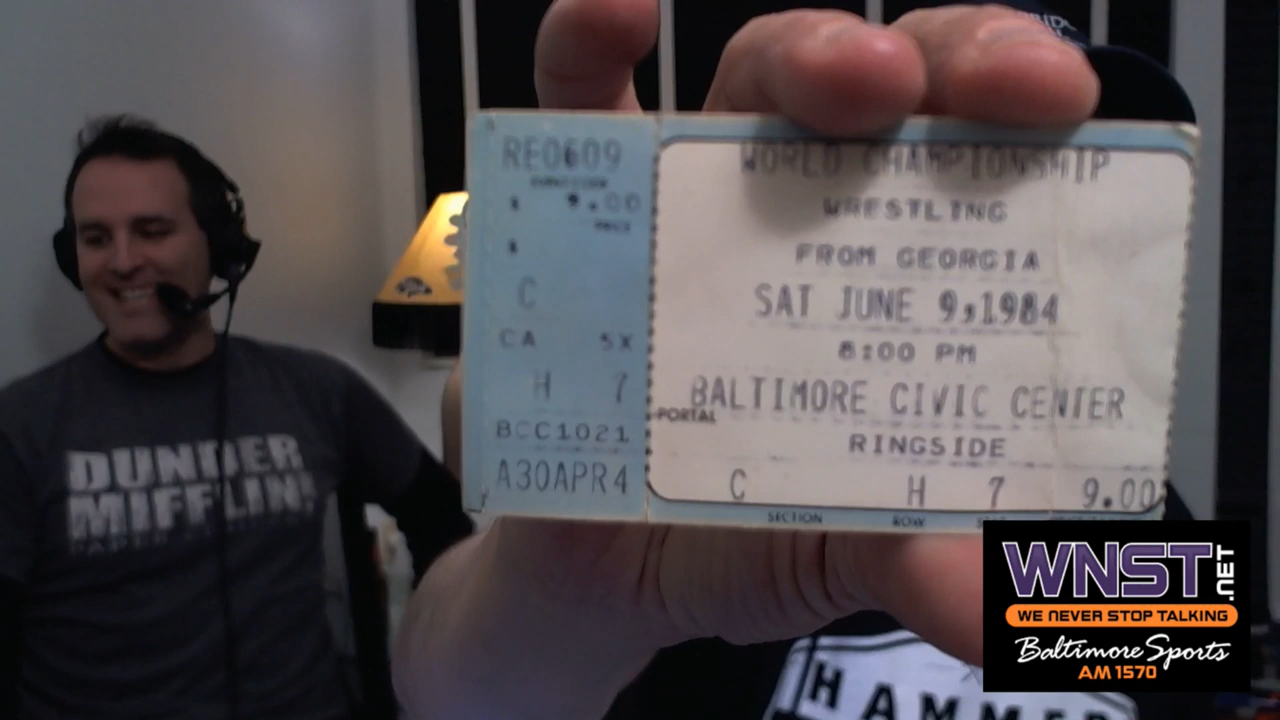 RE0609
$ 9.00
PRICE
$
C
CA 5X
H 7
BCC1021
A30APR4
WORLD CHAMPIONSHIP
WRESTLING
FROM GEORGIA
SAT JUNE 9,1984
8:00 PM
BALTIMORE CIVIC CENTER
PORTAL
RINGSIDE
C H 7 9.00
SECTION ROW
DUNDER
MIFFLIN!
HAMMER
WNST.NET
WE NEVER STOP TALKING
Baltimore Sports
AM 1570